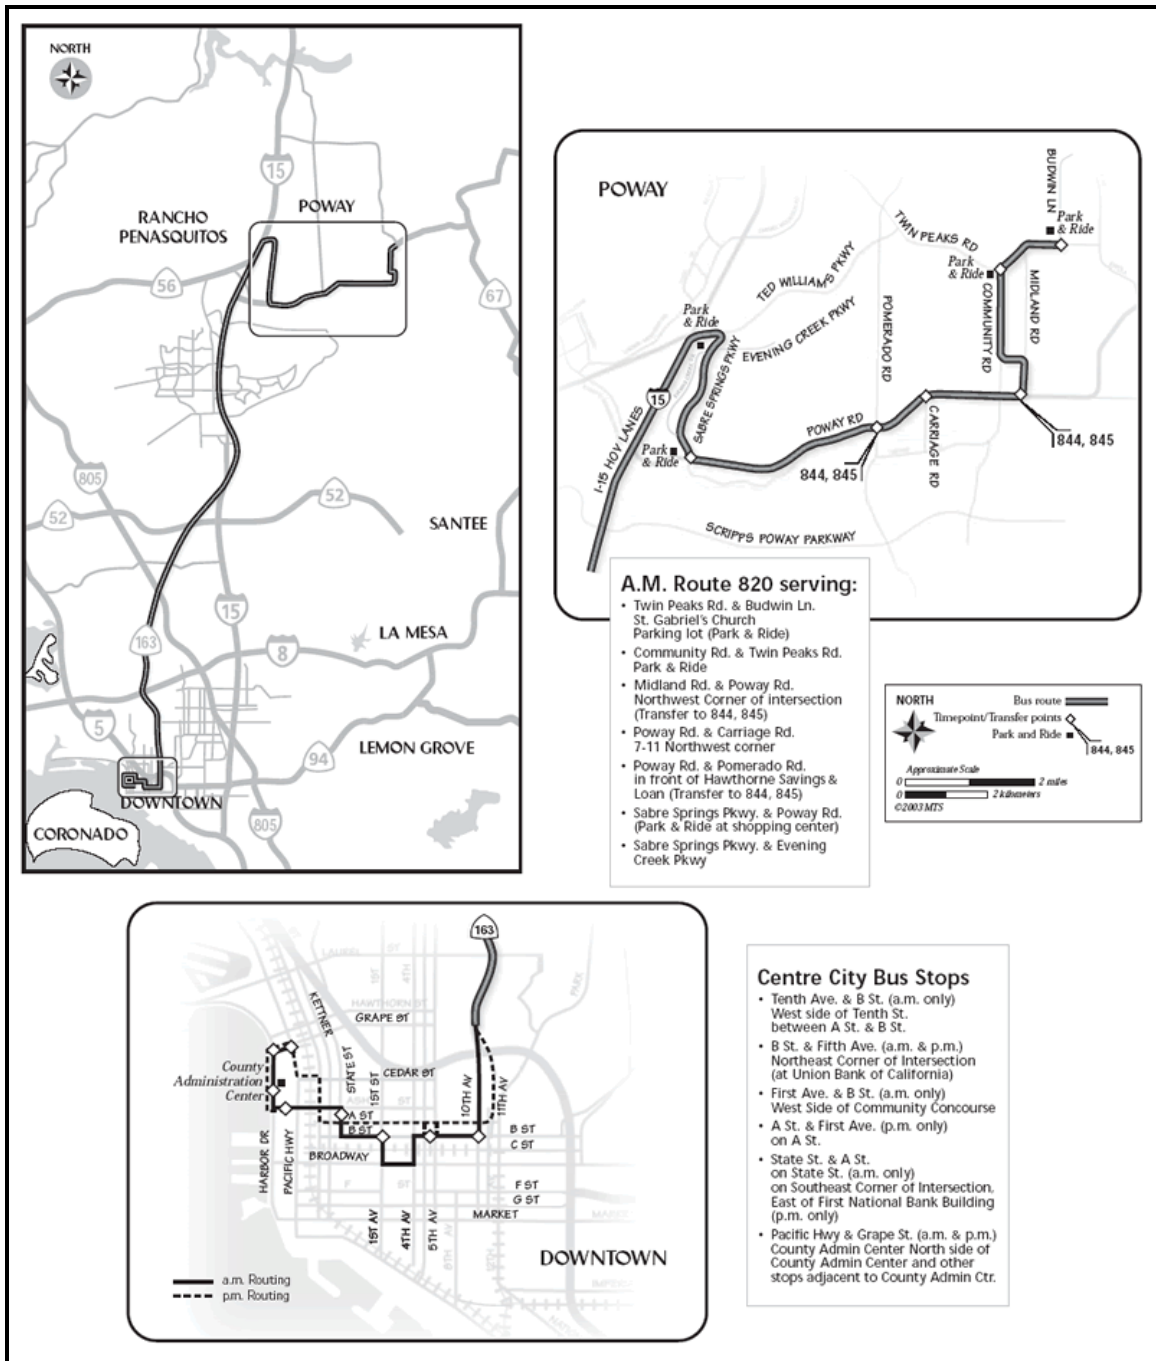 NORTH
15
RANCHO
PENASQUITOS
POWAY
56
67
805
52
52
SANTEE
15
163
LA MESA
8
5
94
LEMON GROVE
DOWNTOWN
CORONADO
805
POWAY
BUDWIN LN
Park
& Ride
TWIN PEAKS RD
Park
& Ride
TED WILLIAMS PKWY
MIDLAND RD
COMMUNITY RD
POMERADO RD
Park
& Ride
EVENING CREEK PKWY
SABRE SPRINGS PKWY
15
I-15 HOV LANES
POWAY RD
CARRIAGE RD
844, 845
Park
& Ride
844, 845
SCRIPPS POWAY PARKWAY
A.M. Route 820 serving:
• Twin Peaks Rd. & Budwin Ln.
St. Gabriel's Church
Parking lot (Park & Ride)
• Community Rd. & Twin Peaks Rd.
Park & Ride
• Midland Rd. & Poway Rd.
Northwest Corner of intersection
(Transfer to 844, 845)
• Poway Rd. & Carriage Rd.
7-11 Northwest corner
• Poway Rd. & Pomerado Rd.
in front of Hawthorne Savings &
Loan (Transfer to 844, 845)
• Sabre Springs Pkwy. & Poway Rd.
(Park & Ride at shopping center)
• Sabre Springs Pkwy. & Evening
Creek Pkwy
NORTH
Bus route
Timepoint/Transfer points
Park and Ride
844, 845
Approximate Scale
0 2 miles
0 2 kilometers
©2003 MTS
163
LAUREL ST
1ST
4TH
PARK
KETTNER
HAWTHORN ST
GRAPE ST
County
Administration
Center
STATE ST
1ST ST
CEDAR ST
10TH AV
11TH AV
ASH ST
A ST
B ST
B ST
C ST
BROADWAY
HARBOR DR
PACIFIC HWY
F ST
F ST
G ST
MARKET
MARKET
1ST AV
4TH AV
5TH AV
DOWNTOWN
a.m. Routing
p.m. Routing
Centre City Bus Stops
• Tenth Ave. & B St. (a.m. only)
West side of Tenth St.
between A St. & B St.
• B St. & Fifth Ave. (a.m. & p.m.)
Northeast Corner of Intersection
(at Union Bank of California)
• First Ave. & B St. (a.m. only)
West Side of Community Concourse
• A St. & First Ave. (p.m. only)
on A St.
• State St. & A St.
on State St. (a.m. only)
on Southeast Corner of Intersection,
East of First National Bank Building
(p.m. only)
• Pacific Hwy & Grape St. (a.m. & p.m.)
County Admin Center North side of
County Admin Center and other
stops adjacent to County Admin Ctr.